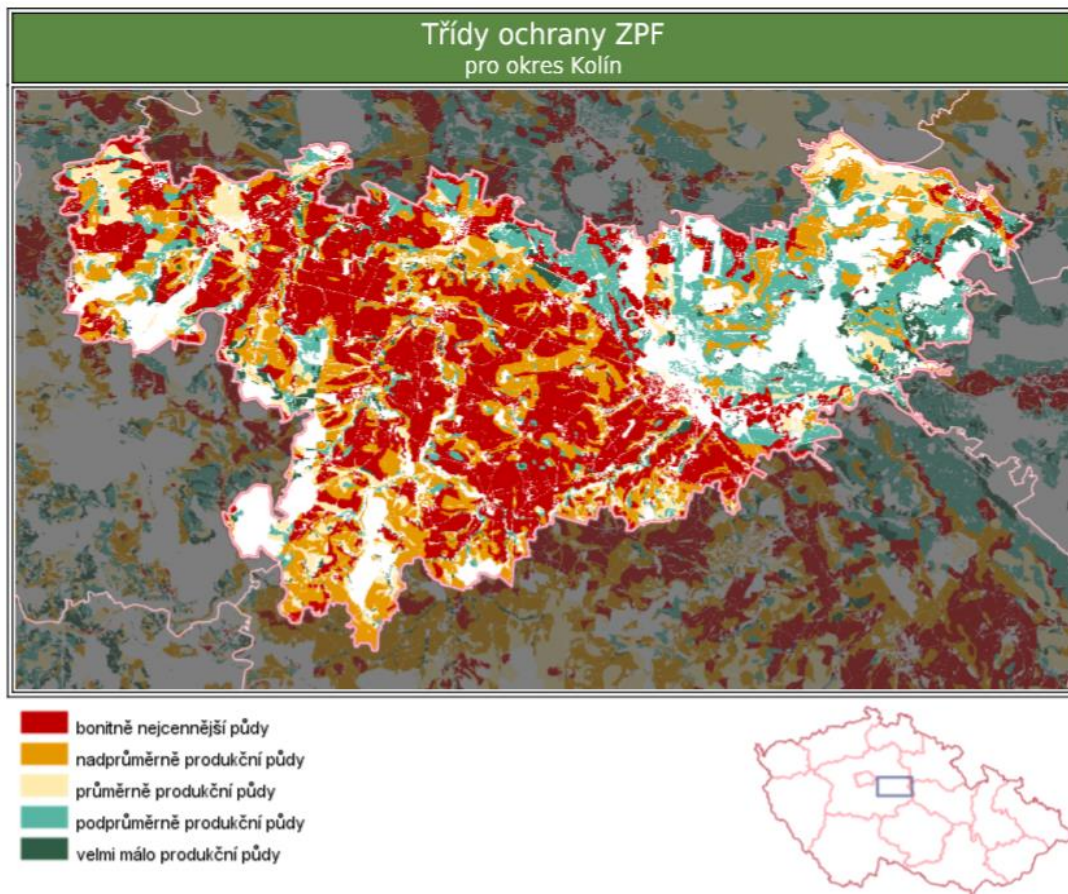 Třídy ochrany ZPF
pro okres Kolín
bonitně nejcennější půdy
nadprůměrně produkční půdy
průměrně produkční půdy
podprůměrně produkční půdy
velmi málo produkční půdy